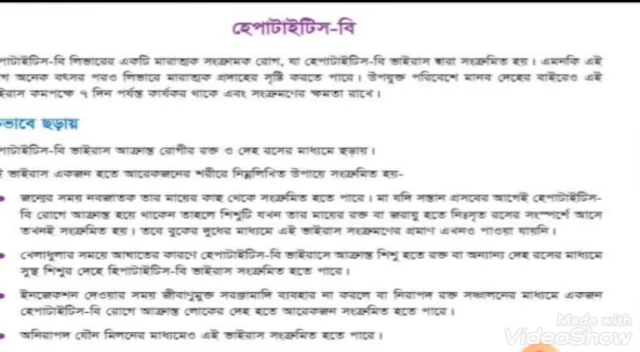 হেপাটাইটিস-বি
পাটাইটিস-বি লিভারের একটি মারাত্মক সংক্রামক রোগ, যা হেপাটাইটিস-বি ভাইরাস দ্বারা সংক্রমিত হয়। এমনকি এই
গ অনেক বৎসর পরও লিভারে মারাত্মক প্রদাহের সৃষ্টি করতে পারে। উপযুক্ত পরিবেশে মানব দেহের বাইরেও এই
ইরাস কমপক্ষে ৭ দিন পর্যন্ত কার্যকর থাকে এবং সংক্রমণের ক্ষমতা রাখে।
ভাবে ছড়ায়
পাটাইটিস-বি ভাইরাস আক্রান্ত রোগীর রক্ত ও দেহ রসের মাধ্যমে ছড়ায়।
ই ভাইরাস একজন হতে আরেকজনের শরীরে নিম্নলিখিত উপায়ে সংক্রমিত হয়-
জন্মের সময় নবজাতক তার মায়ের কাছ থেকে সংক্রমিত হতে পারে। মা যদি সন্তান প্রসবের আগেই হেপাটাইটিস-
বি রোগে আক্রান্ত হয়ে থাকেন তাহলে শিশুটি যখন তার মায়ের রক্ত বা জরায়ু হতে নিঃসৃত রসের সংস্পর্শে আসে
তখনই সংক্রমিত হয়। তবে বুকের দুধের মাধ্যমে এই ভাইরাস সংক্রমণের প্রমাণ এখনও পাওয়া যায়নি।
খেলাধুলার সময়ে আঘাতের কারণে হেপাটাইটিস-বি ভাইরাসে আক্রান্ত শিশু হতে রক্ত বা অন্যান্য দেহ রসের মাধ্যমে
সুস্থ শিশুর দেহে হিপাটাইটিস-বি ভাইরাস সংক্রমিত হতে পারে।
ইনজেকশন দেওয়ার সময় জীবাণুমুক্ত সরঞ্জামাদি ব্যবহার না করলে বা নিরাপদ রক্ত সঞ্চালনের মাধ্যমে একজন
হেপাটাইটিস-বি রোগে আক্রান্ত লোকের দেহ হতে আরেকজন সংক্রমিত হতে পারে।
অনিরাপদ যৌন মিলনের মাধ্যমেও এই ভাইরাস সংক্রমিত হতে পারে।
Made with
VideoShow